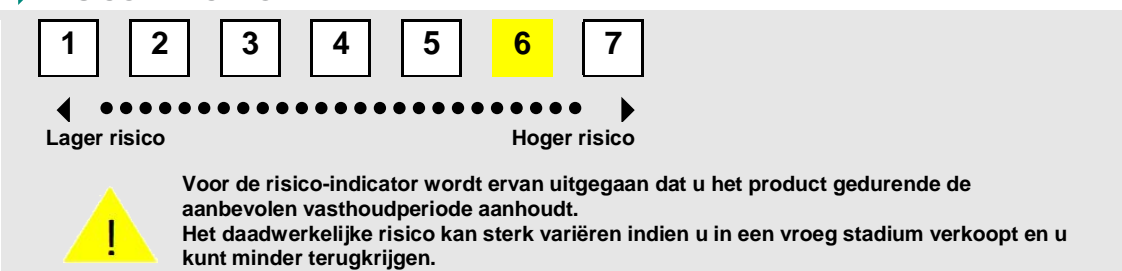 1 2 3 4 5 6 7
Lager risico Hoger risico
!
Voor de risico-indicator wordt ervan uitgegaan dat u het product gedurende de
aanbevolen vasthoudperiode aanhoudt.
Het daadwerkelijke risico kan sterk variëren indien u in een vroeg stadium verkoopt en u
kunt minder terugkrijgen.